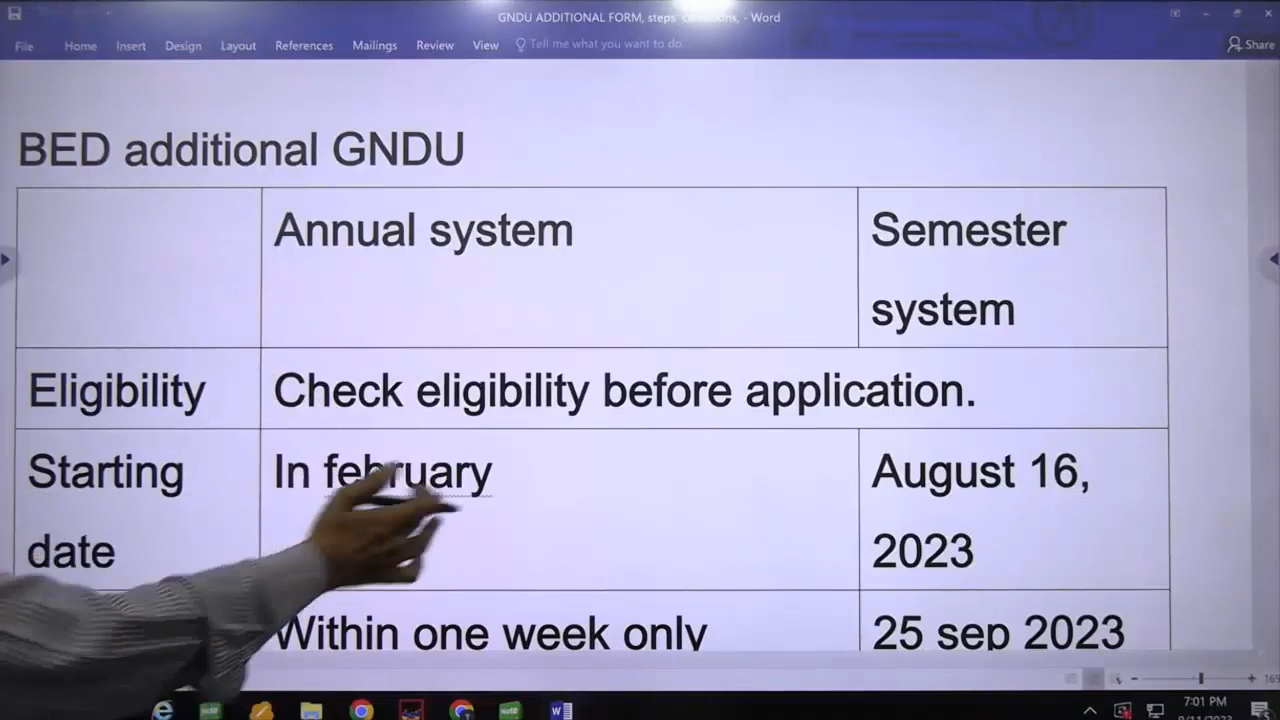 GNDU ADDITIONAL FORM, steps - Word
File Home Insert Design Layout References Mailings Review View Tell me what you want to do Share
BED additional GNDU
Annual system
Semester
system
Eligibility
Check eligibility before application.
Starting
date
In february
August 16,
2023
Within one week only
25 sep 2023
7:01 PM